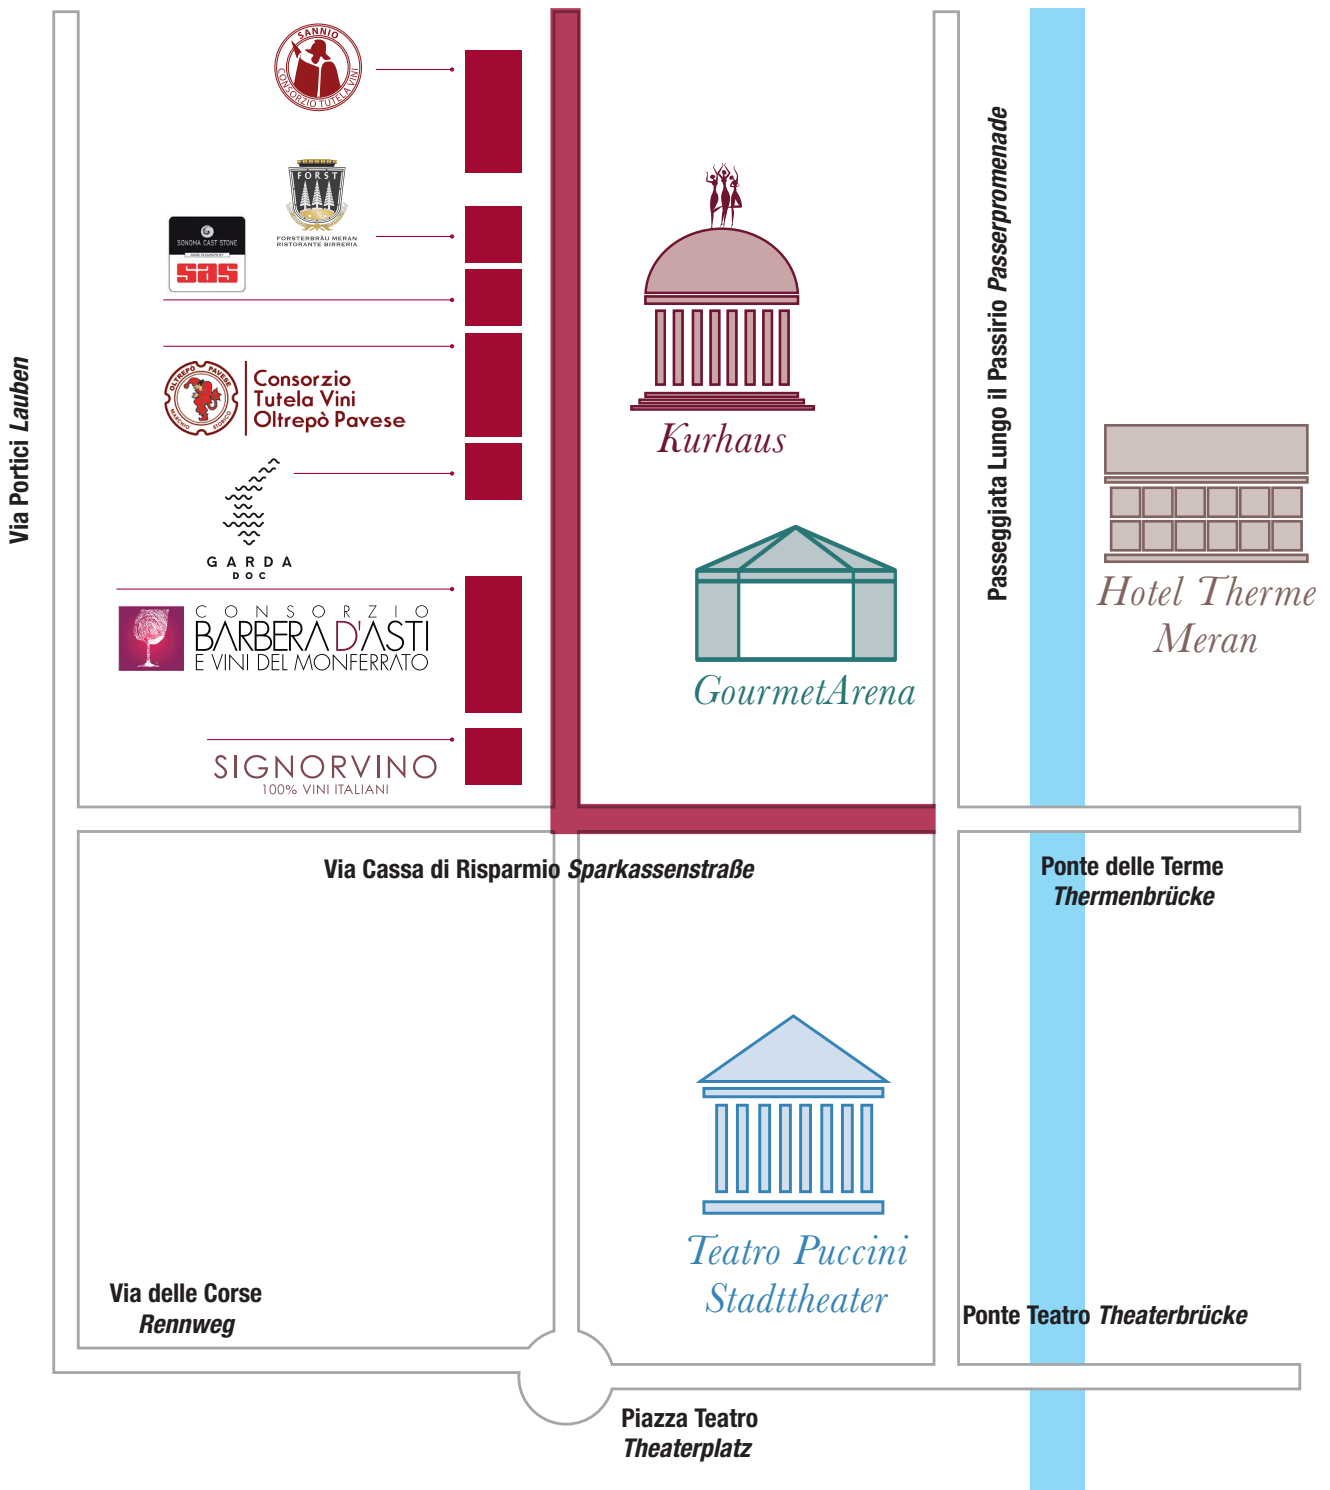 SANNIO
CONSORZIO TUTELA VINI
FORST
FORSTERBRÄU MERAN
RISTORANTE BIRRERIA
SONOMA CAST STONE
sas
OLTREPÒ PAVESE
MARCHIO STORICO
Consorzio
Tutela Vini
Oltrepò Pavese
GARDA
DOC
CONSORZIO
BARBERA D'ASTI
E VINI DEL MONFERRATO
SIGNORVINO
100% VINI ITALIANI
Via Portici Lauben
Kurhaus
GourmetArena
Passeggiata Lungo il Passirio Passerpromenade
Hotel Therme
Meran
Via Cassa di Risparmio Sparkassenstraße
Ponte delle Terme
Thermenbrücke
Teatro Puccini
Stadttheater
Via delle Corse
Rennweg
Ponte Teatro Theaterbrücke
Piazza Teatro
Theaterplatz